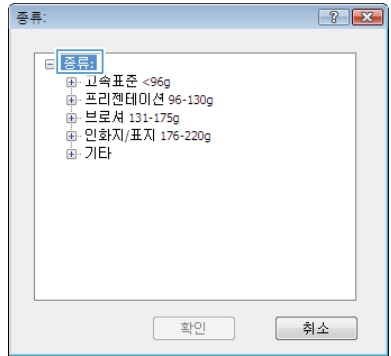 종류:
종류:
고속표준 <96g
프리젠테이션 96-130g
브로셔 131-175g
인화지/표지 176-220g
기타
확인 취소